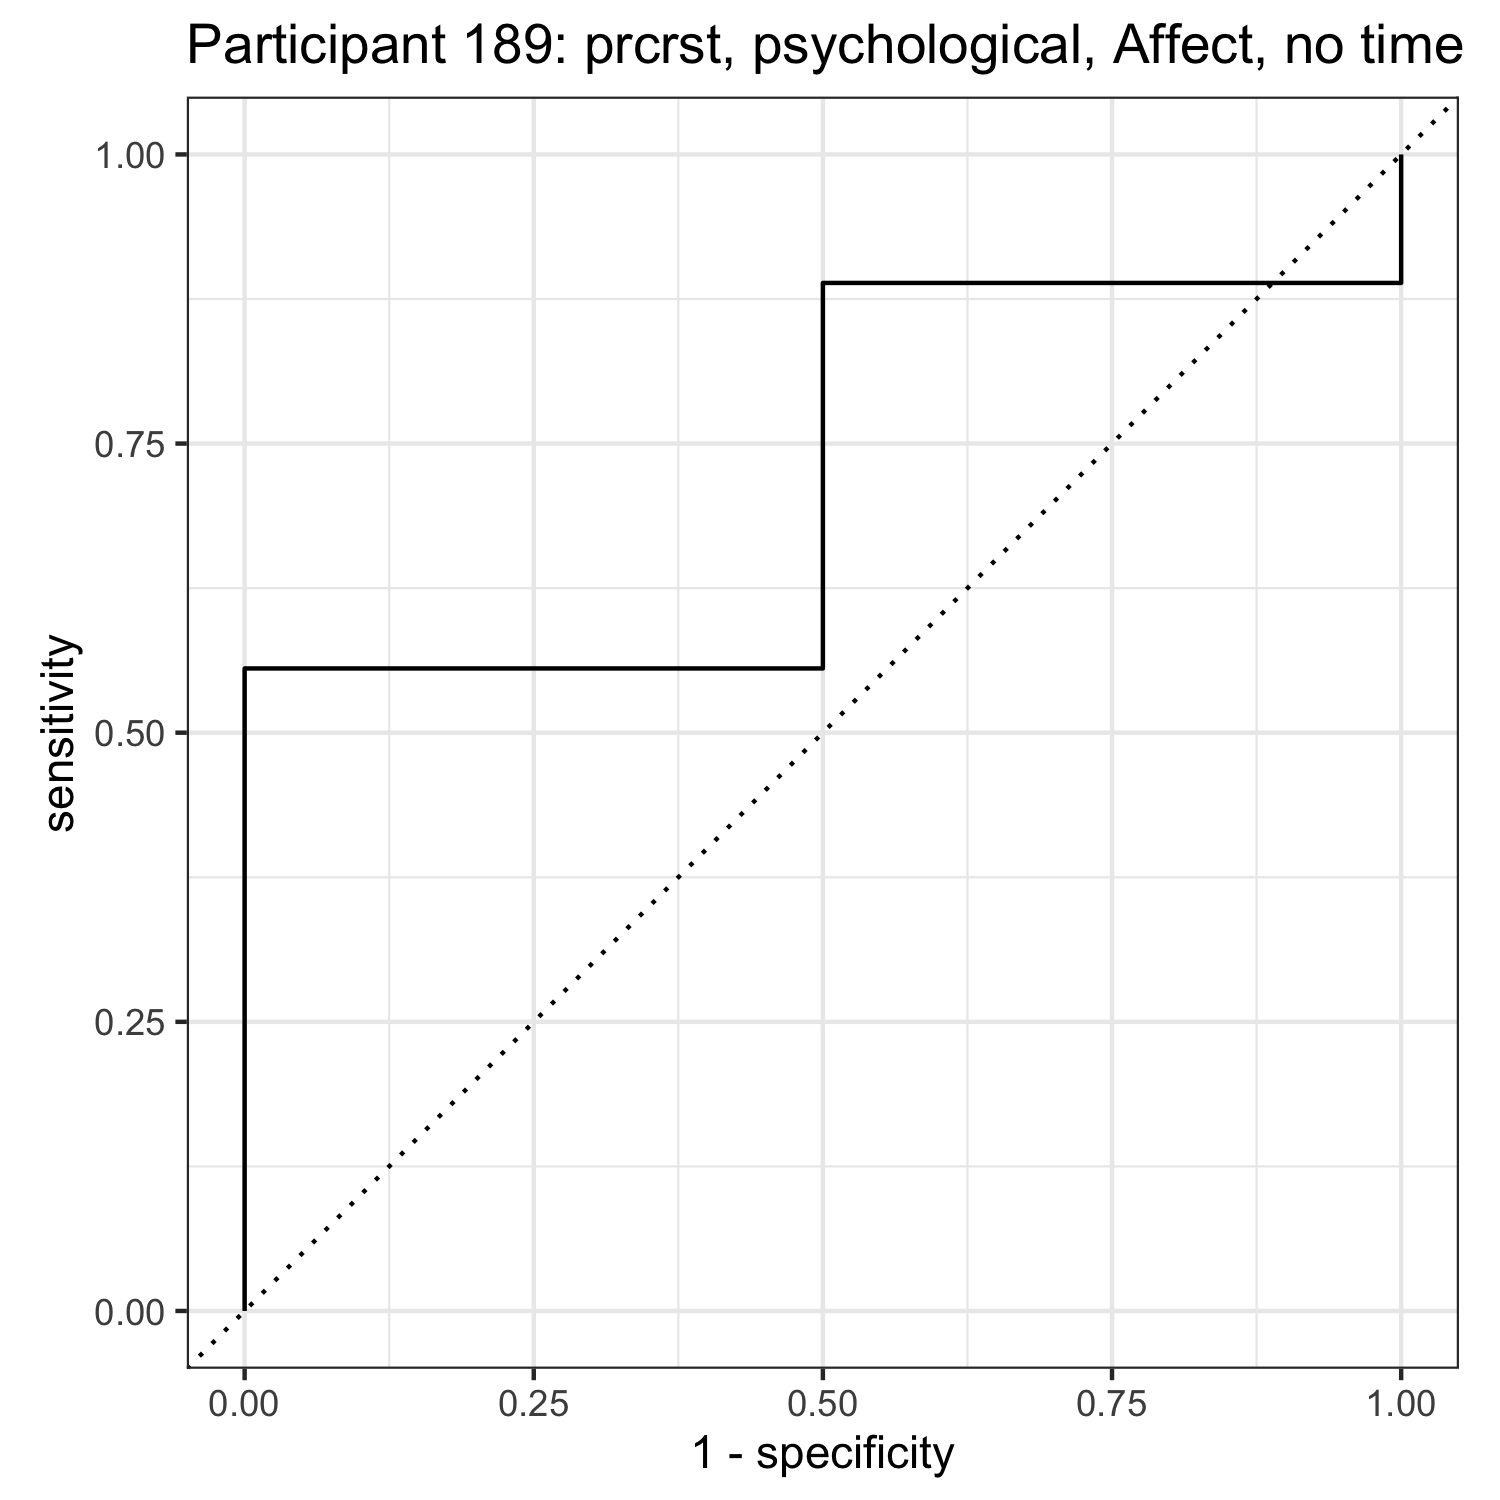 Participant 189: prcrst, psychological, Affect, no time
1.00
0.75
0.50
0.25
0.00
sensitivity
0.00 0.25 0.50 0.75 1.00
1 - specificity